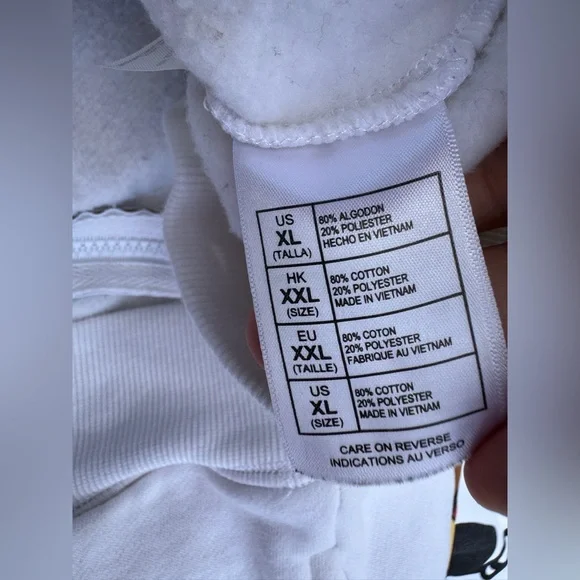 US
XL
(TALLA)
80% ALGODON
20% POLIESTER
HECHO EN VIETNAM
HK
XXL
(SIZE)
80% COTTON
20% POLYESTER
MADE IN VIETNAM
EU
XXL
(TAILLE)
80% COTON
20% POLYESTER
FABRIQUE AU VIETNAM
US
XL
(SIZE)
80% COTTON
20% POLYESTER
MADE IN VIETNAM
CARE ON REVERSE
INDICATIONS AU VERSO